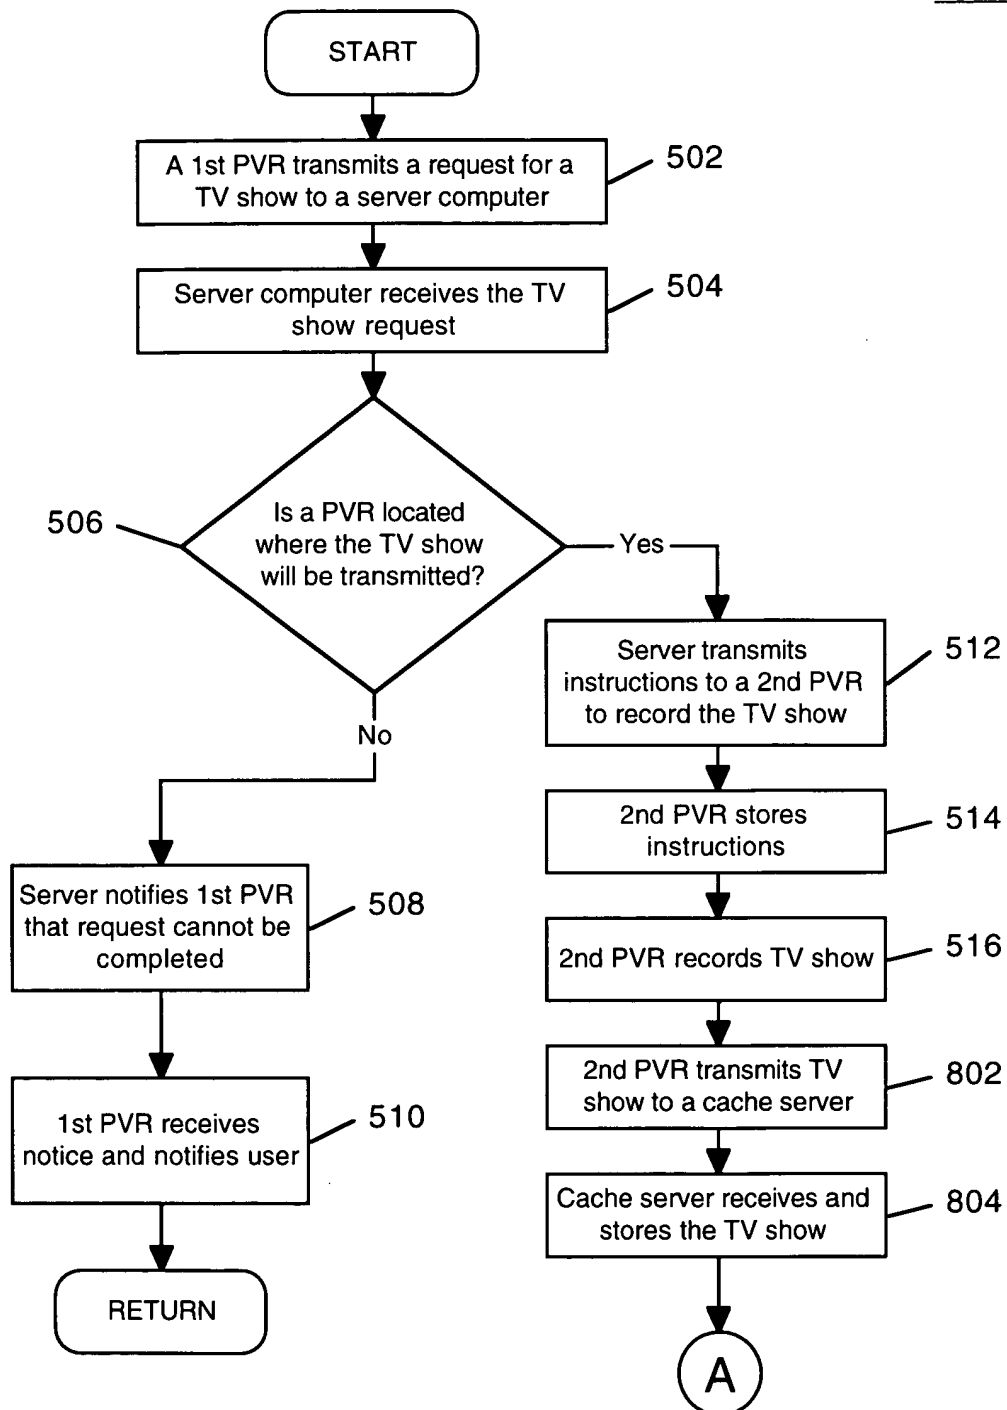 START
A 1st PVR transmits a request for a
TV show to a server computer
502
Server computer receives the TV
show request
504
506
Is a PVR located
where the TV show
will be transmitted?
Yes
No
Server transmits
instructions to a 2nd PVR
to record the TV show
512
2nd PVR stores
instructions
514
2nd PVR records TV show
516
2nd PVR transmits TV
show to a cache server
802
Cache server receives and
stores the TV show
804
A
Server notifies 1st PVR
that request cannot be
completed
508
1st PVR receives
notice and notifies user
510
RETURN